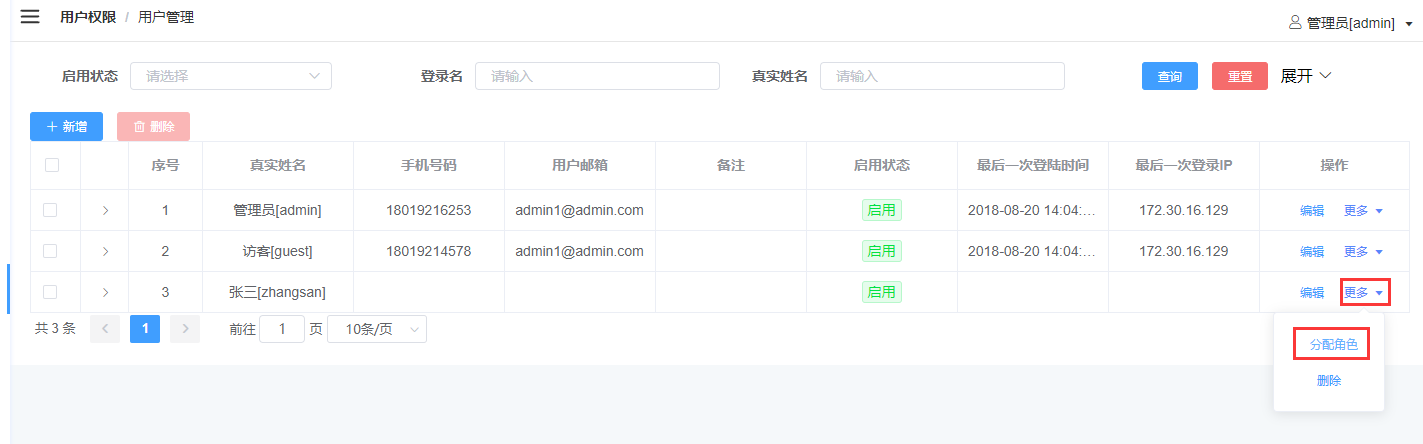 用户权限 / 用户管理
管理员[admin]
启用状态 请选择 登录名 请输入 真实姓名 请输入 查询 重置 展开
+ 新增 删除
序号 真实姓名 手机号码 用户邮箱 备注 启用状态 最后一次登陆时间 最后一次登录IP 操作
1 管理员[admin] 18019216253 admin1@admin.com 启用 2018-08-20 14:04:... 172.30.16.129 编辑 更多
2 访客[guest] 18019214578 admin1@admin.com 启用 2018-08-20 14:04:... 172.30.16.129 编辑 更多
3 张三[zhangsan] 启用 编辑 更多
共 3 条 < 1 > 前往 1 页 10条/页
分配角色
删除